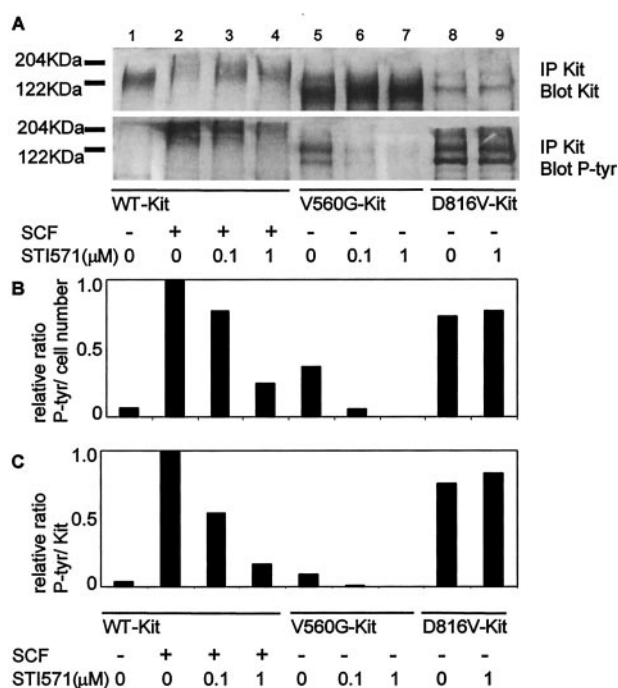 A
1 2 3 4 5 6 7 8 9
204KDa
122KDa
IP Kit
Blot Kit
204KDa
122KDa
IP Kit
Blot P-tyr
WT-Kit V560G-Kit D816V-Kit
SCF - + + + - - - - -
STI571(μM) 0 0 0.1 1 0 0.1 1 0 1
B
relative ratio
P-tyr/ cell number
1.0
0.5
0
C
relative ratio
P-tyr/ Kit
1.0
0.5
0
WT-Kit V560G-Kit D816V-Kit
SCF - + + + - - - - -
STI571(μM) 0 0 0.1 1 0 0.1 1 0 1